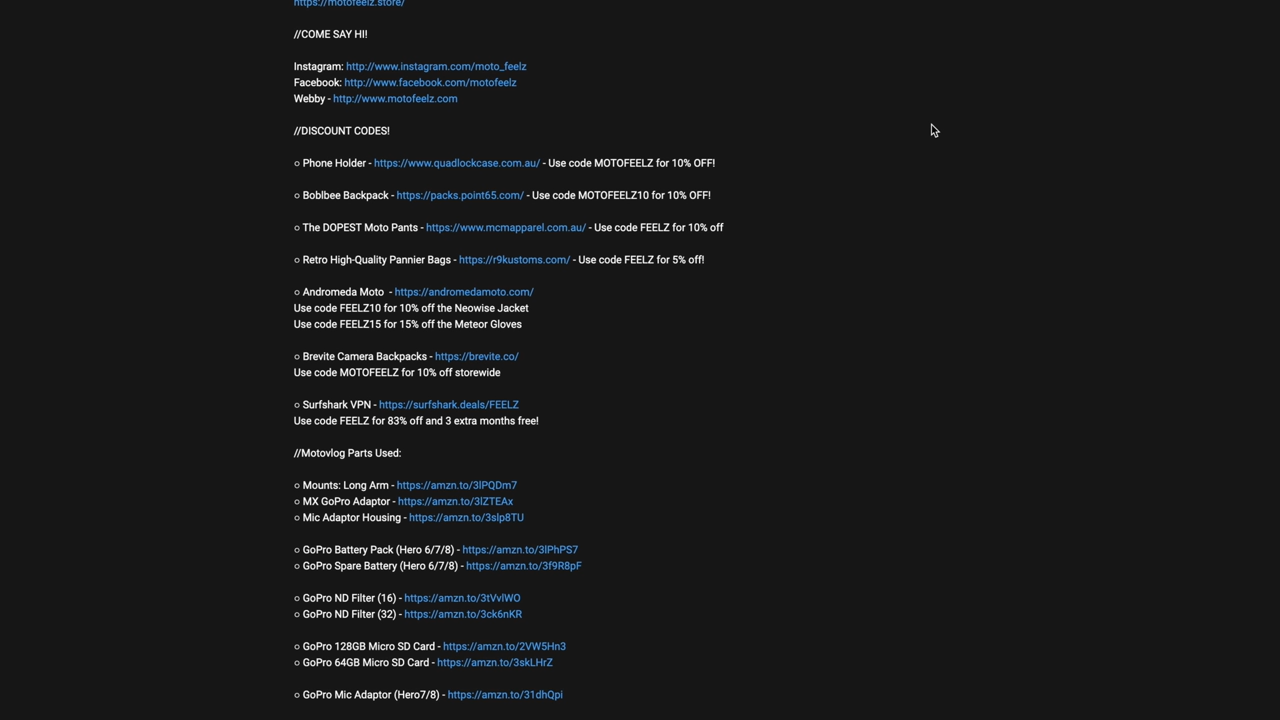 https://motofeelz.store/
//COME SAY HI!
Instagram: http://www.instagram.com/moto_feelz
Facebook: http://www.facebook.com/motofeelz
Webby - http://www.motofeelz.com
//DISCOUNT CODES!
○ Phone Holder - https://www.quadlockcase.com.au/ - Use code MOTOFEELZ for 10% OFF!
○ Boblbee Backpack - https://packs.point65.com/ - Use code MOTOFEELZ10 for 10% OFF!
○ The DOPEST Moto Pants - https://www.mcmapparel.com.au/ - Use code FEELZ for 10% off
○ Retro High-Quality Pannier Bags - https://r9kustoms.com/ - Use code FEELZ for 5% off!
○ Andromeda Moto - https://andromedamoto.com/
Use code FEELZ10 for 10% off the Neowise Jacket
Use code FEELZ15 for 15% off the Meteor Gloves
○ Brevite Camera Backpacks - https://brevite.co/
Use code MOTOFEELZ for 10% off storewide
○ Surfshark VPN - https://surfshark.deals/FEELZ
Use code FEELZ for 83% off and 3 extra months free!
//Motovlog Parts Used:
○ Mounts: Long Arm - https://amzn.to/3lPQDm7
○ MX GoPro Adaptor - https://amzn.to/3lZTEAx
○ Mic Adaptor Housing - https://amzn.to/3slp8TU
○ GoPro Battery Pack (Hero 6/7/8) - https://amzn.to/3lPhPS7
○ GoPro Spare Battery (Hero 6/7/8) - https://amzn.to/3f9R8pF
○ GoPro ND Filter (16) - https://amzn.to/3tVvlWO
○ GoPro ND Filter (32) - https://amzn.to/3ck6nKR
○ GoPro 128GB Micro SD Card - https://amzn.to/2VW5Hn3
○ GoPro 64GB Micro SD Card - https://amzn.to/3skLHrZ
○ GoPro Mic Adaptor (Hero7/8) - https://amzn.to/31dhQpi